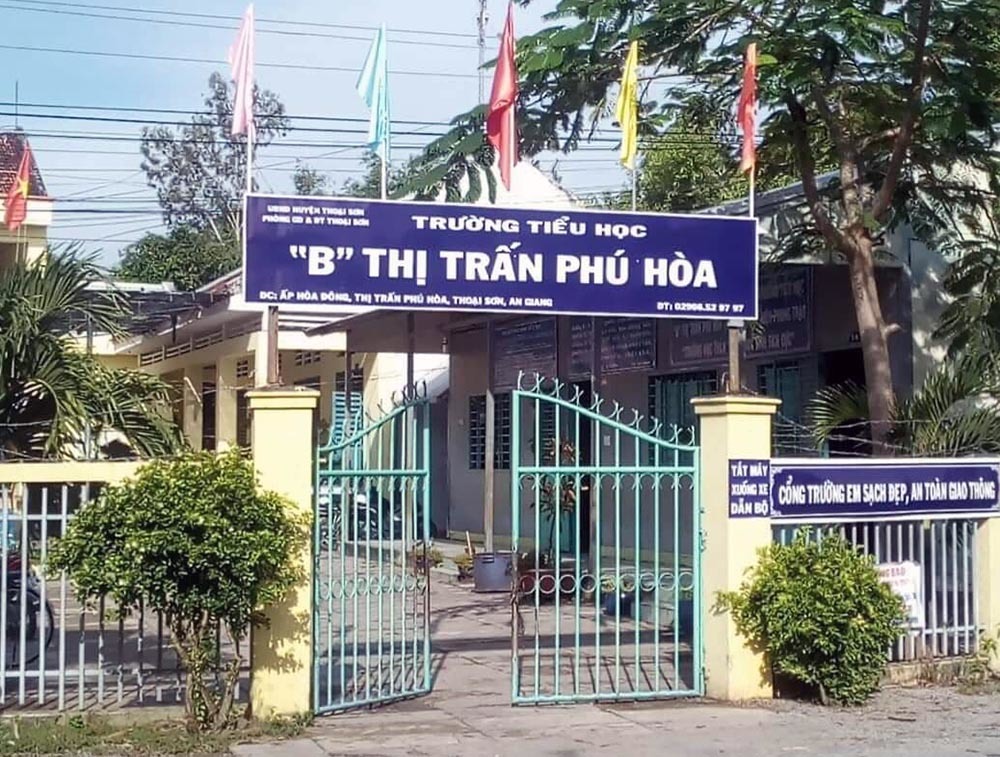 UBND HUYỆN THOẠI SƠN
PHÒNG GD & ĐT THOẠI SƠN
TRƯỜNG TIỂU HỌC
"B" THỊ TRẤN PHÚ HÒA
ĐC: ẤP HÒA ĐÔNG, THỊ TRẤN PHÚ HÒA, THOẠI SƠN, AN GIANG
ĐT: 02966.52 97 97
TẮT MÁY
XUỐNG XE
DẪN BỘ
CỔNG TRƯỜNG EM SẠCH ĐẸP, AN TOÀN GIAO THÔNG